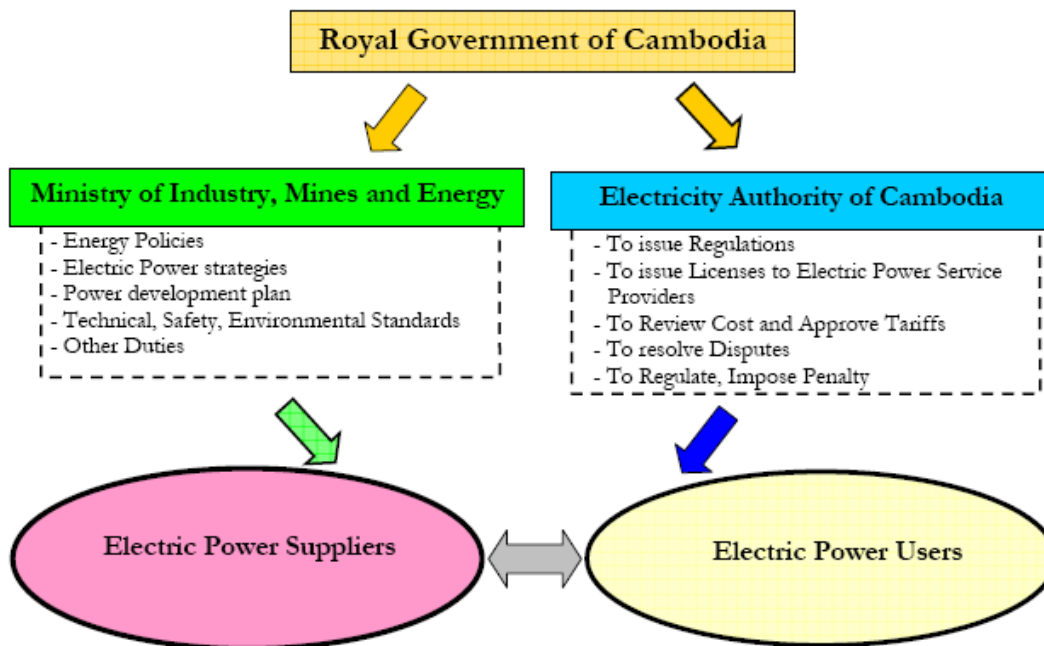 Royal Government of Cambodia
Ministry of Industry, Mines and Energy
- Energy Policies
- Electric Power strategies
- Power development plan
- Technical, Safety, Environmental Standards
- Other Duties
Electricity Authority of Cambodia
- To issue Regulations
- To issue Licenses to Electric Power Service
Providers
- To Review Cost and Approve Tariffs
- To resolve Disputes
- To Regulate, Impose Penalty
Electric Power Suppliers
Electric Power Users